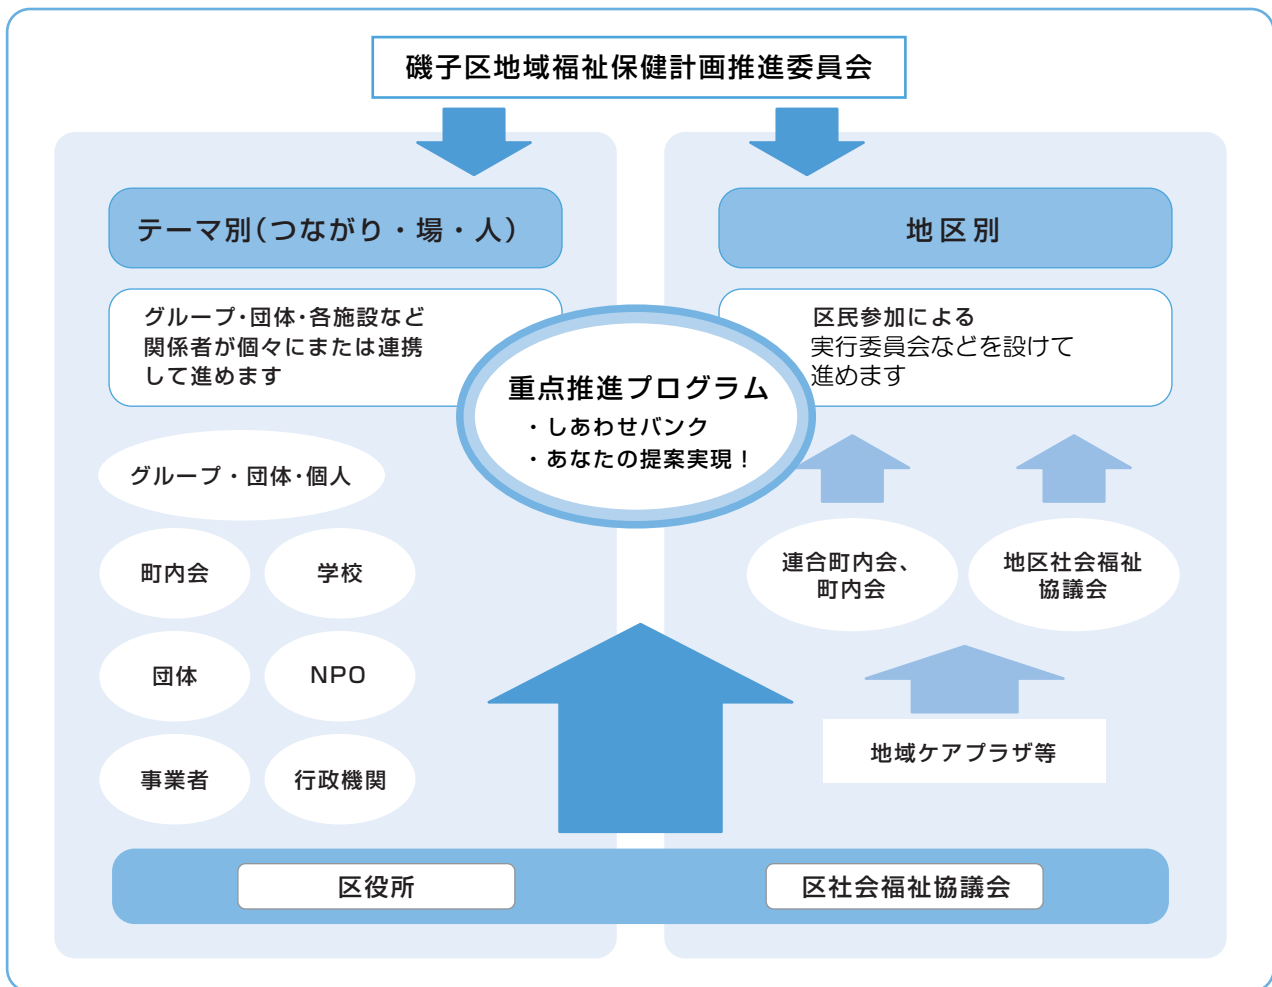 磯子区地域福祉保健計画推進委員会
テーマ別(つながり・場・人)
グループ・団体・各施設など
関係者が個々にまたは連携
して進めます
グループ・団体・個人
町内会
学校
団体
NPO
事業者
行政機関
重点推進プログラム
・しあわせバンク
・あなたの提案実現!
地区別
区民参加による
実行委員会などを設けて
進めます
連合町内会、
町内会
地区社会福祉
協議会
地域ケアプラザ等
区役所
区社会福祉協議会